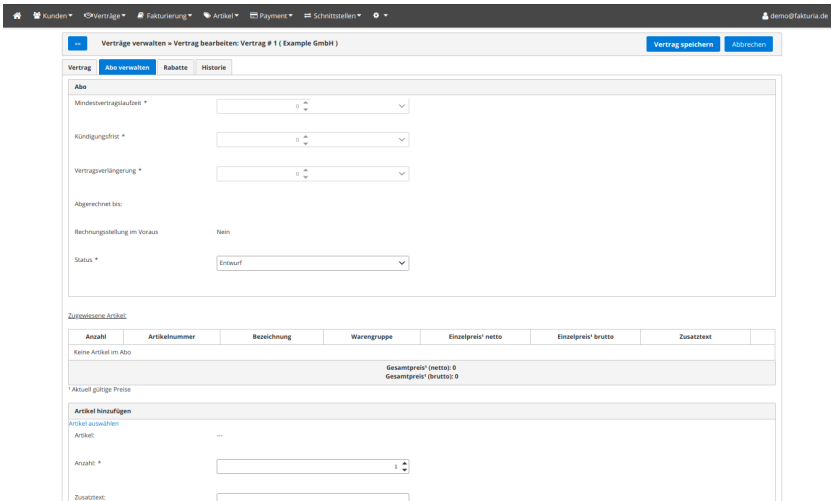 Kunden Verträge Fakturierung Artikel Payment Schnittstellen demo@fakturia.de
<< Verträge verwalten » Vertrag bearbeiten: Vertrag # 1 ( Example GmbH ) Vertrag speichern Abbrechen
Vertrag Abo verwalten Rabatte Historie
Abo
Mindestvertragslaufzeit * 0
Kündigungsfrist * 0
Vertragsverlängerung * 0
Abgerechnet bis:
Rechnungsstellung im Voraus Nein
Status * Entwurf
Zugewiesene Artikel:
Anzahl Artikelnummer Bezeichnung Warengruppe Einzelpreis¹ netto Einzelpreis¹ brutto Zusatztext
Keine Artikel im Abo
Gesamtpreis¹ (netto): 0
Gesamtpreis¹ (brutto): 0
¹ Aktuell gültige Preise
Artikel hinzufügen
Artikel auswählen
Artikel: ---
Anzahl: * 1
Zusatztext: